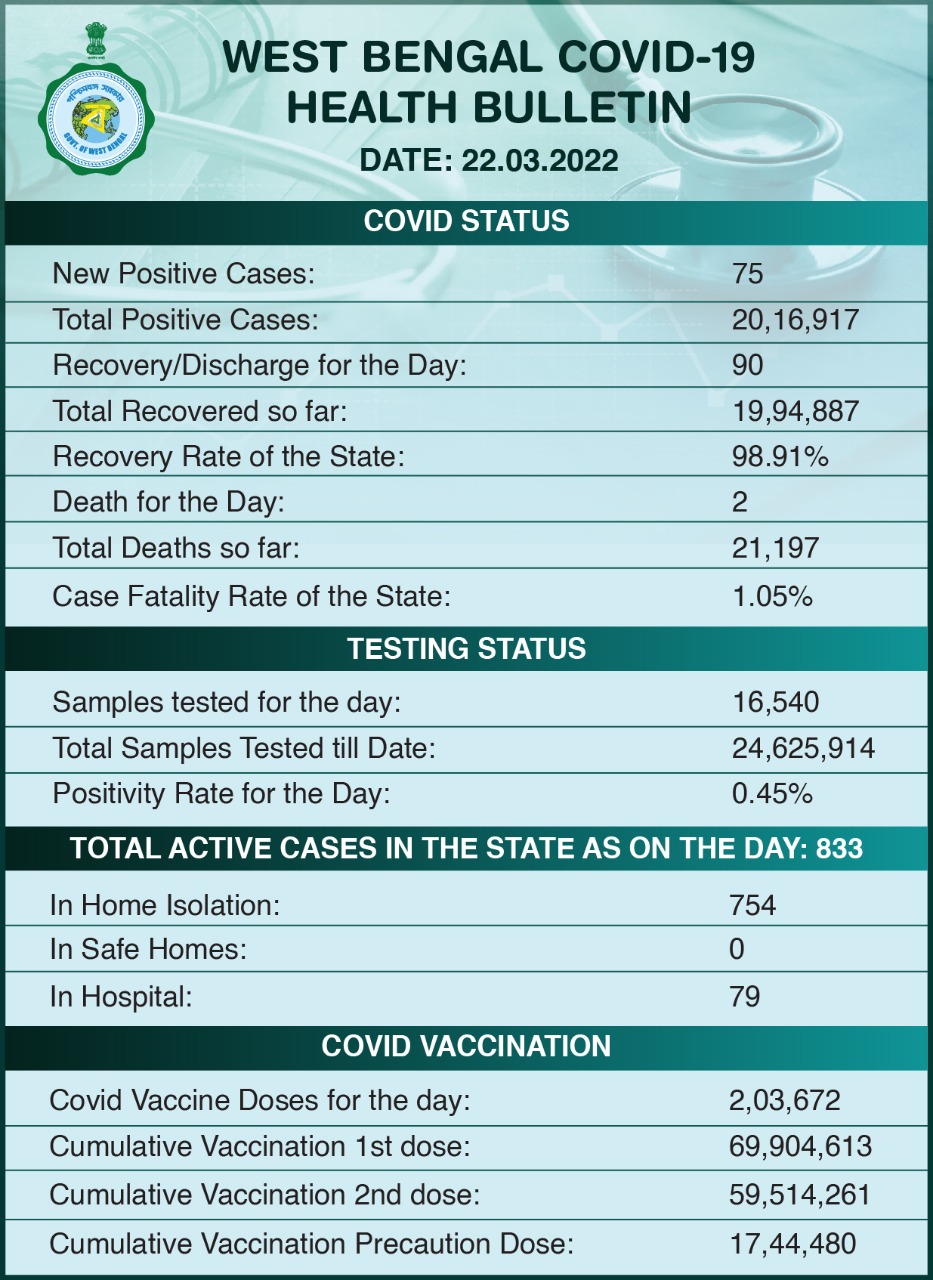 পশ্চিমবঙ্গ সরকার
GOVT. OF WEST BENGAL
WEST BENGAL COVID-19
HEALTH BULLETIN
DATE: 22.03.2022
COVID STATUS
New Positive Cases: 75
Total Positive Cases: 20,16,917
Recovery/Discharge for the Day: 90
Total Recovered so far: 19,94,887
Recovery Rate of the State: 98.91%
Death for the Day: 2
Total Deaths so far: 21,197
Case Fatality Rate of the State: 1.05%
TESTING STATUS
Samples tested for the day: 16,540
Total Samples Tested till Date: 24,625,914
Positivity Rate for the Day: 0.45%
TOTAL ACTIVE CASES IN THE STATE AS ON THE DAY: 833
In Home Isolation: 754
In Safe Homes: 0
In Hospital: 79
COVID VACCINATION
Covid Vaccine Doses for the day: 2,03,672
Cumulative Vaccination 1st dose: 69,904,613
Cumulative Vaccination 2nd dose: 59,514,261
Cumulative Vaccination Precaution Dose: 17,44,480